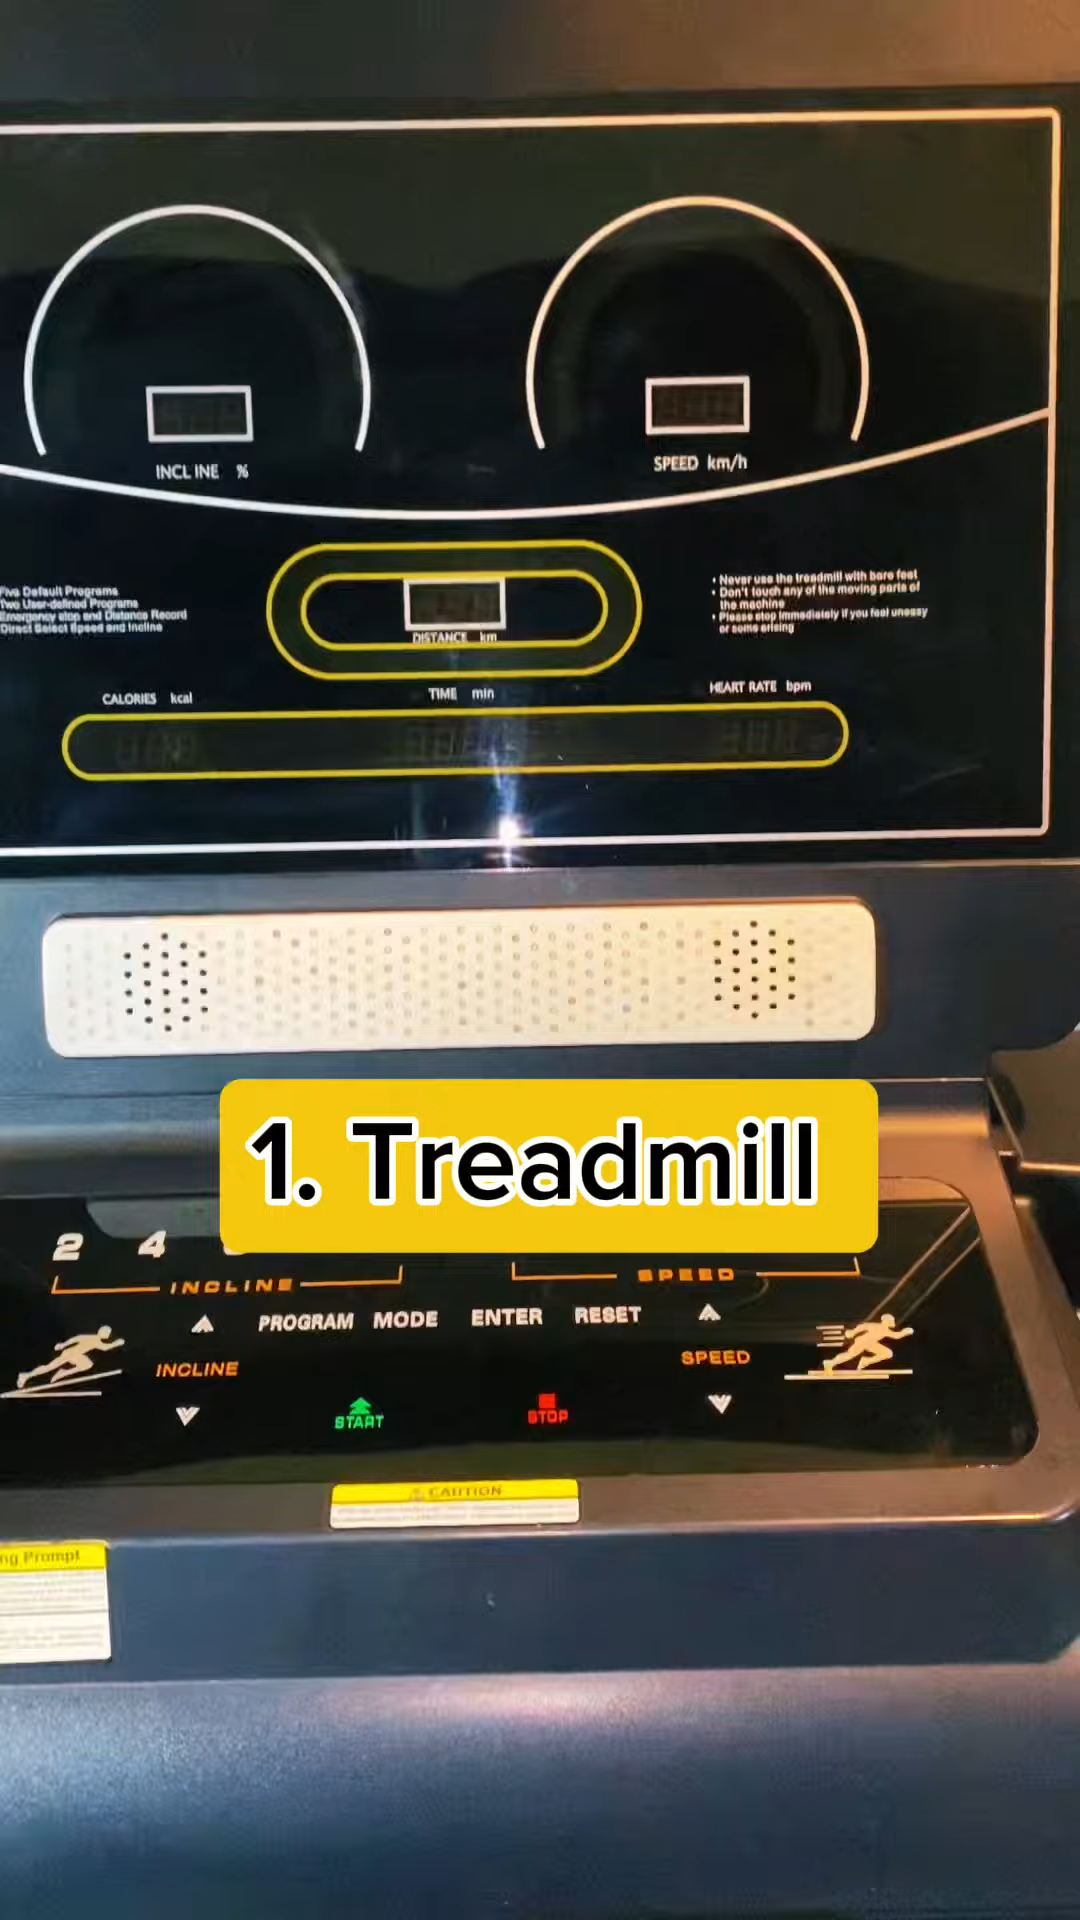 INCLINE %
SPEED km/h
Five Default Programs
Two User-defined Programs
Emergency stop and Distance Record
Direct Select Speed and Incline
DISTANCE km
• Never use the treadmill with bare feet
• Don't touch any of the moving parts of
the machine
• Please stop immediately if you feel uneasy
or some arising
CALORIES kcal
TIME min
HEART RATE bpm
1. Treadmill
2 4
INCLINE
SPEED
PROGRAM MODE ENTER RESET
INCLINE
SPEED
START
STOP
CAUTION
ng Prompt